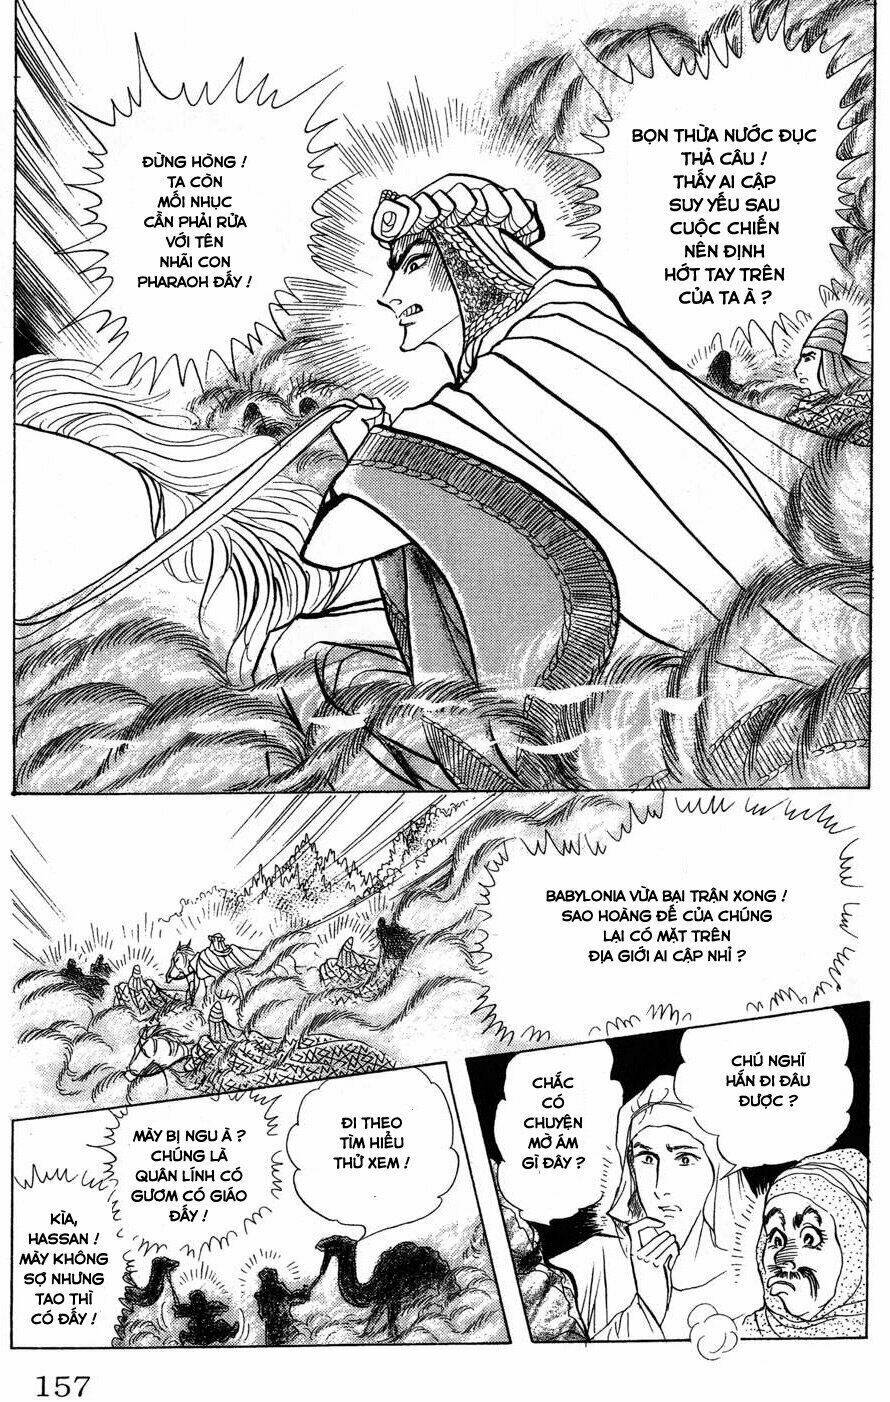 BỌN THỪA NƯỚC ĐỤC
THẢ CÂU !
THẤY AI CẬP
SUY YẾU SAU
CUỘC CHIẾN
NÊN ĐỊNH
HỚT TAY TRÊN
CỦA TA À ?
ĐỪNG HÒNG !
TA CÒN
MỐI NHỤC
CẦN PHẢI RỬA
VỚI TÊN
NHÃI CON
PHARAOH ĐẤY !
BABYLONIA VỪA BẠI TRẬN XONG !
SAO HOÀNG ĐẾ CỦA CHÚNG
LẠI CÓ MẶT TRÊN
ĐỊA GIỚI AI CẬP NHỈ ?
CHÚ NGHĨ
HẮN ĐI ĐÂU
ĐƯỢC ?
CHẮC
CÓ
CHUYỆN
MỜ ÁM
GÌ ĐÂY ?
ĐI THEO
TÌM HIỂU
THỬ XEM !
MÀY BỊ NGU À ?
CHÚNG LÀ
QUÂN LÍNH CÓ
GƯƠM CÓ GIÁO
ĐẤY !
KÌA,
HASSAN !
MÀY KHÔNG
SỢ NHƯNG
TAO THÌ
CÓ ĐẤY !
157